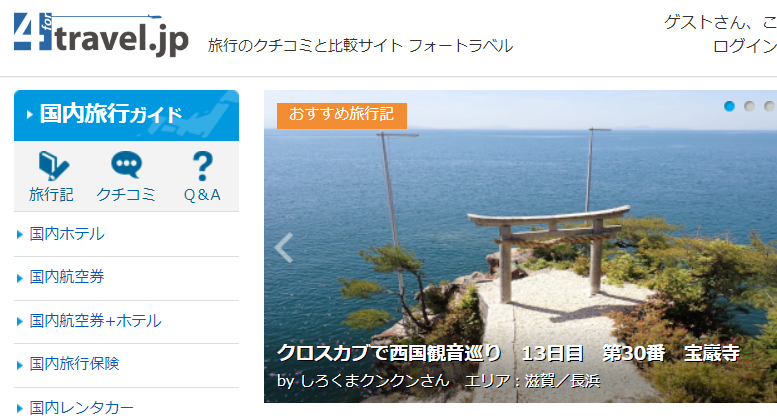 4 for travel.jp
旅行のクチコミと比較サイト フォートラベル
ゲストさん、こ
ログイン
国内旅行ガイド
旅行記 クチコミ Q&A
国内ホテル
国内航空券
国内航空券+ホテル
国内旅行保険
国内レンタカー
おすすめ旅行記
クロスカブで西国観音巡り 13日目 第30番 宝巌寺
by しろくまクンクンさん エリア：滋賀／長浜